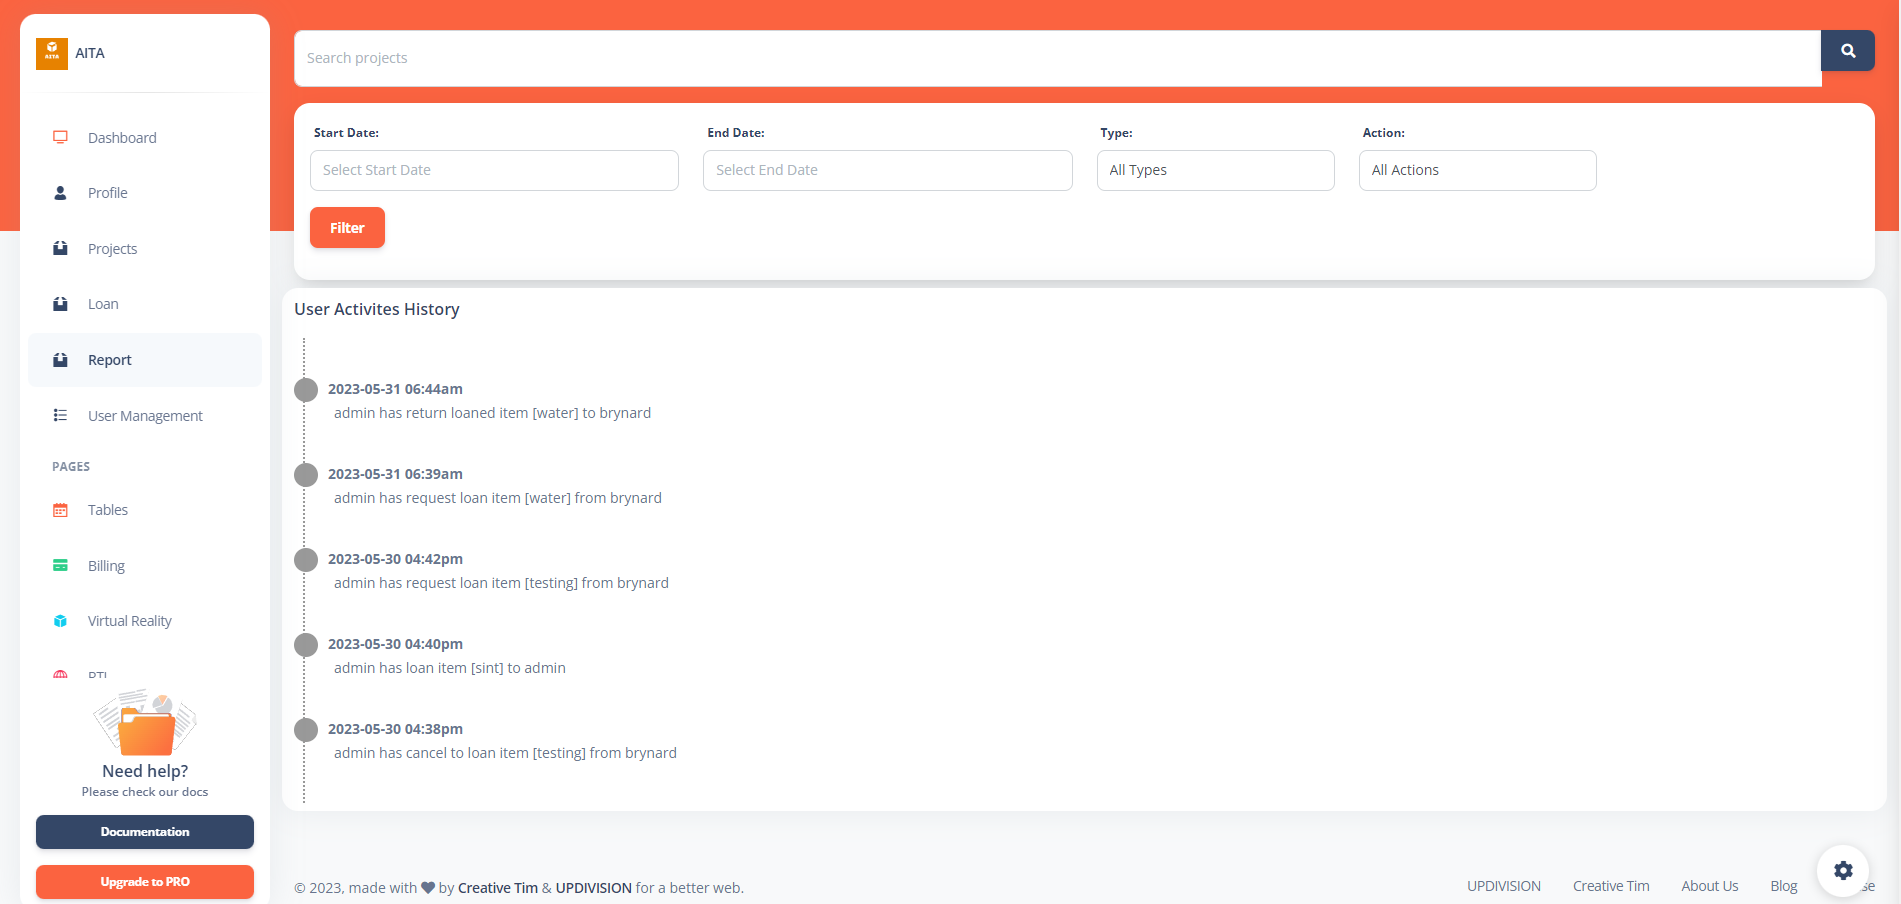 AITA
AITA
Dashboard
Profile
Projects
Loan
Report
User Management
PAGES
Tables
Billing
Virtual Reality
RTL
Need help?
Please check our docs
Documentation
Upgrade to PRO
Search projects
Start Date:
End Date:
Type:
Action:
Select Start Date
Select End Date
All Types
All Actions
Filter
User Activites History
2023-05-31 06:44am
admin has return loaned item [water] to brynard
2023-05-31 06:39am
admin has request loan item [water] from brynard
2023-05-30 04:42pm
admin has request loan item [testing] from brynard
2023-05-30 04:40pm
admin has loan item [sint] to admin
2023-05-30 04:38pm
admin has cancel to loan item [testing] from brynard
© 2023, made with ♥ by Creative Tim & UPDIVISION for a better web.
UPDIVISION Creative Tim About Us Blog